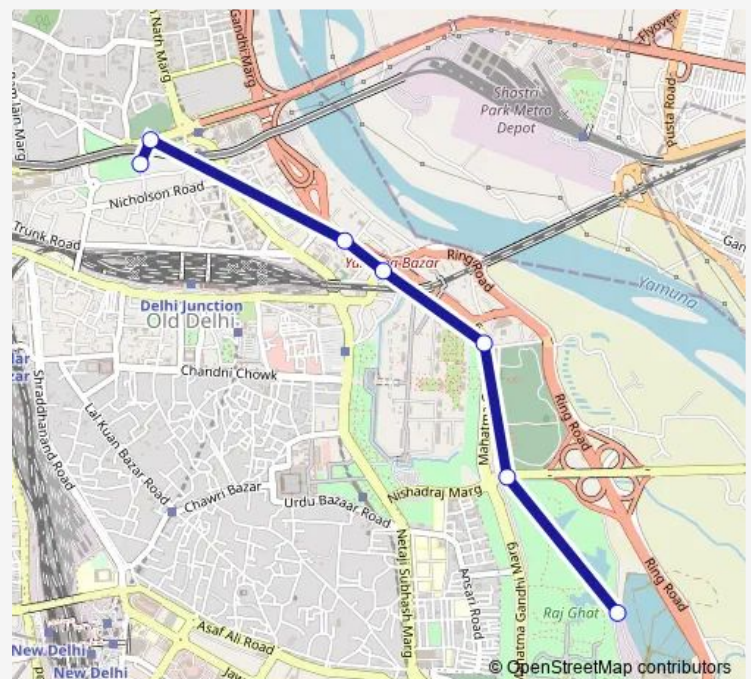 Nath Marg
Gandhi Marg
Flyover
Jain Marg
Shastri
Park Metro
Depot
Pusta Road
Nicholson Road
Trunk Road
Yamuna Bazar
Ring Road
Yamuna
Delhi Junction
Old Delhi
Chandni Chowk
Shraddhanand Road
Lal Kuan Bazar Road
Mahatma G
Ring Road
Chawri Bazar
Urdu Bazaar Road
Nishadraj Marg
Netaji Subhash Marg
Ansari Road
Mahatma Gandhi Marg
Ring Road
Raj Ghat
Asaf Ali Road
New Delhi
New Delhi
© OpenStreetMap contributors